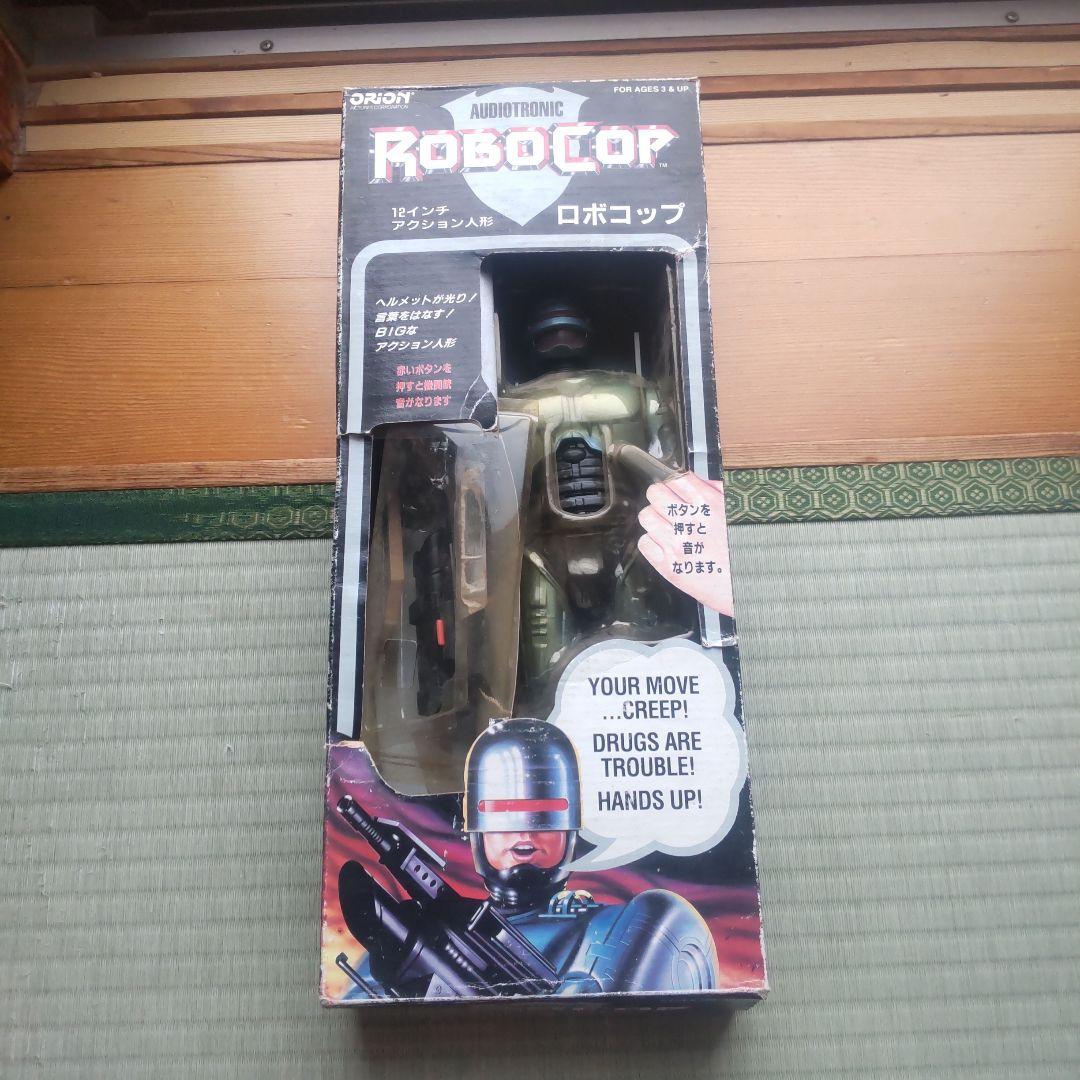 ORION
PICTURES CORPORATION
FOR AGES 3 & UP
AUDIOTRONIC
ROBOCOP
TM
12インチ
アクション人形
ロボコップ
ヘルメットが光り!
言葉をはなす!
BIGな
アクション人形
赤いボタンを
押すと機関銃
音がなります
ボタンを
押すと
音が
なります。
YOUR MOVE
...CREEP!
DRUGS ARE
TROUBLE!
HANDS UP!